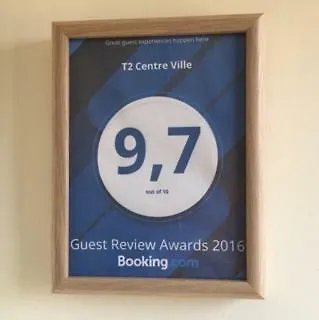 Great guest experiences happen here
T2 Centre Ville
9,7
out of 10
Guest Review Awards 2016
Booking.com